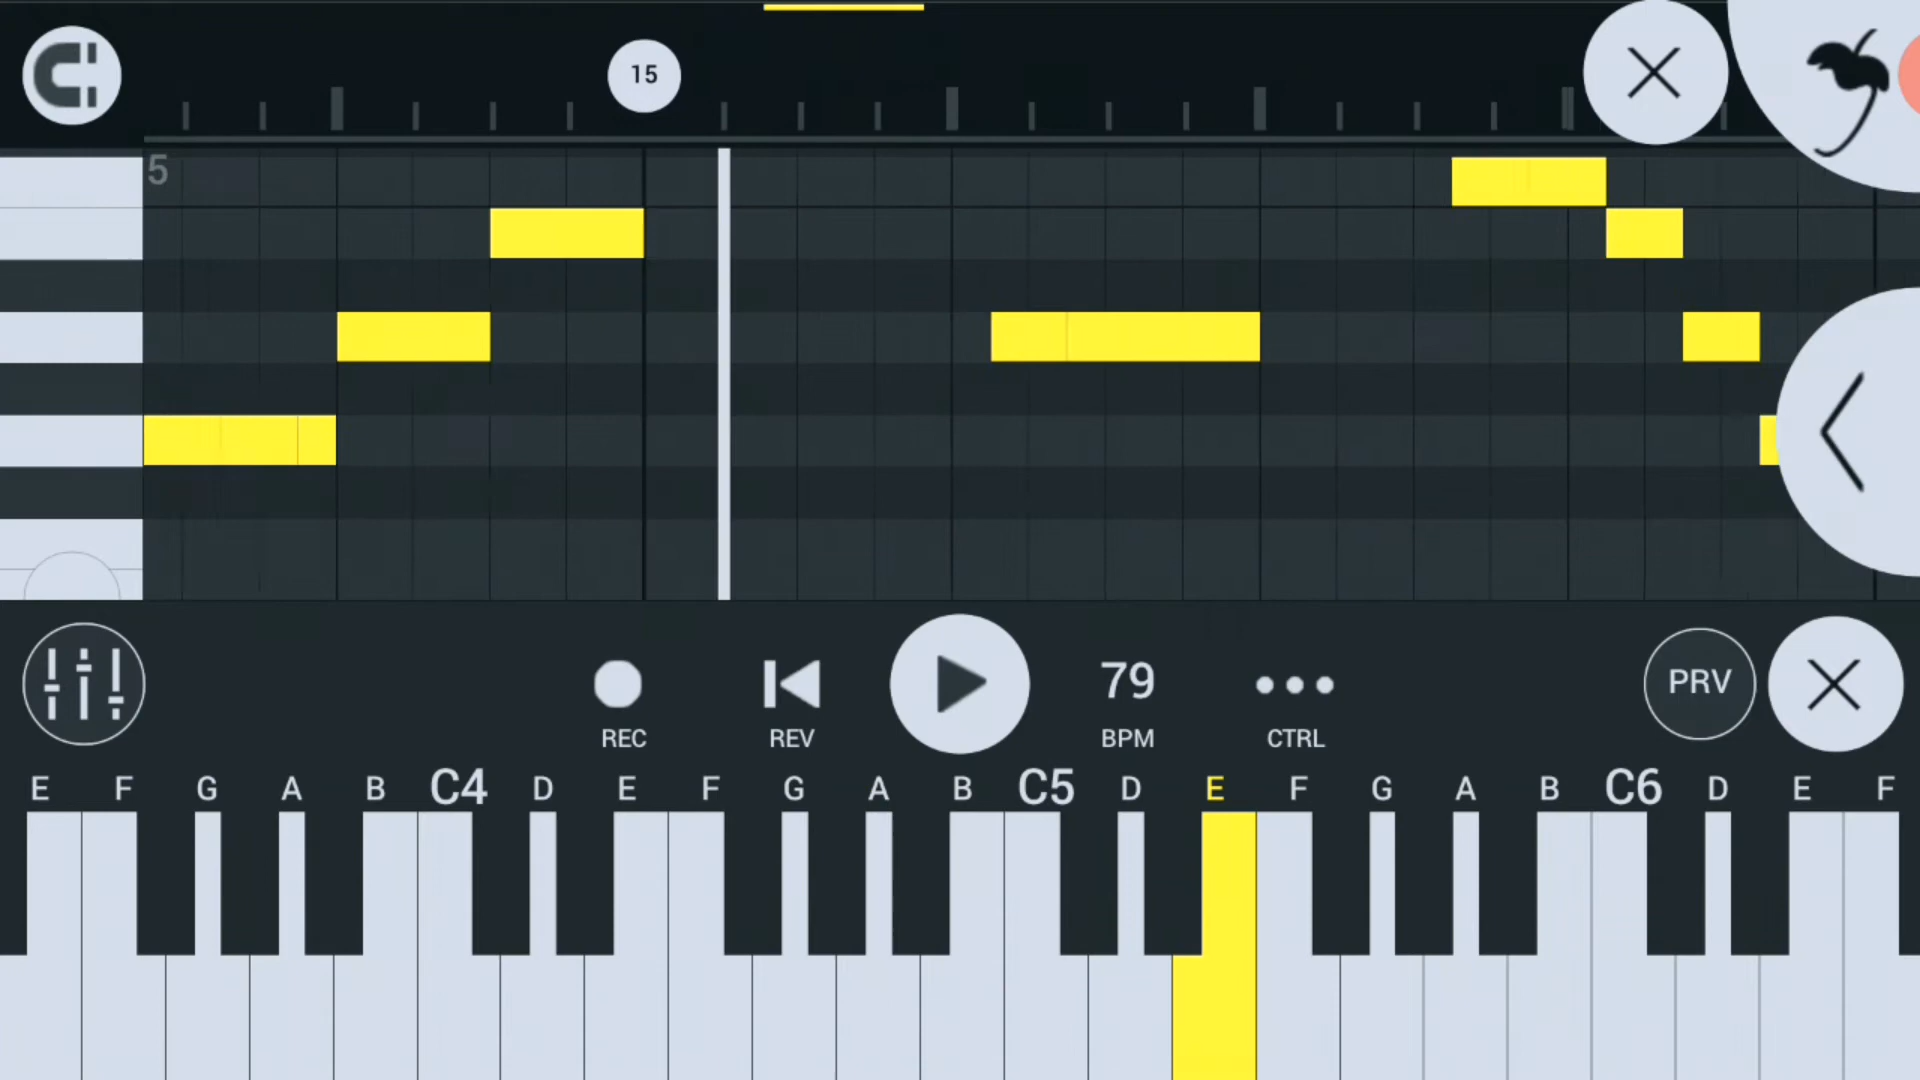 15
5
79
PRV
REC
REV
BPM
CTRL
E F G A B C4 D E F G A B C5 D E F G A B C6 D E F